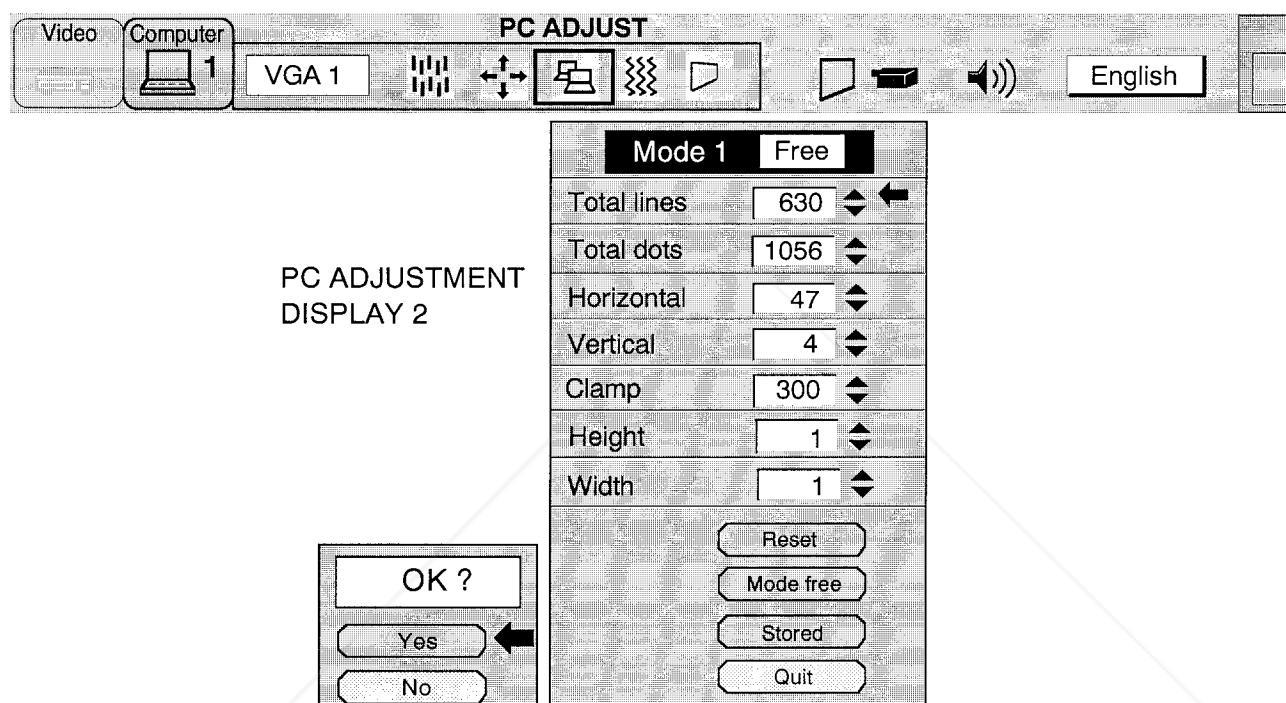 PC ADJUST
Video Computer 1 VGA 1 English
Mode 1 Free
Total lines 630
Total dots 1056
PC ADJUSTMENT
DISPLAY 2
Horizontal 47
Vertical 4
Clamp 300
Height 1
Width 1
Reset
Mode free
Stored
Quit
OK ?
Yes
No